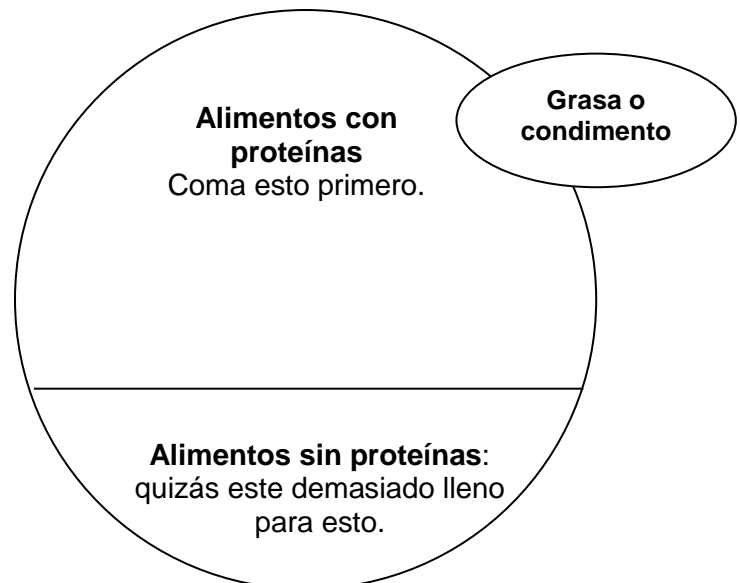 Alimentos con
proteínas
Coma esto primero.
Grasa o
condimento
Alimentos sin proteínas:
quizás este demasiado lleno
para esto.